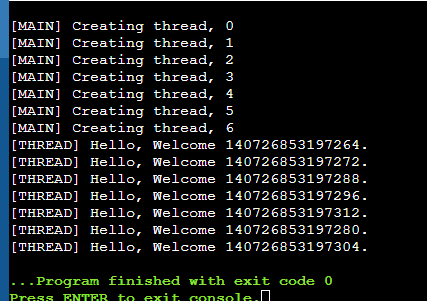 [MAIN] Creating thread, 0
[MAIN] Creating thread, 1
[MAIN] Creating thread, 2
[MAIN] Creating thread, 3
[MAIN] Creating thread, 4
[MAIN] Creating thread, 5
[MAIN] Creating thread, 6
[THREAD] Hello, Welcome 140726853197264.
[THREAD] Hello, Welcome 140726853197272.
[THREAD] Hello, Welcome 140726853197288.
[THREAD] Hello, Welcome 140726853197296.
[THREAD] Hello, Welcome 140726853197312.
[THREAD] Hello, Welcome 140726853197280.
[THREAD] Hello, Welcome 140726853197304.
...Program finished with exit code 0
Press ENTER to exit console.